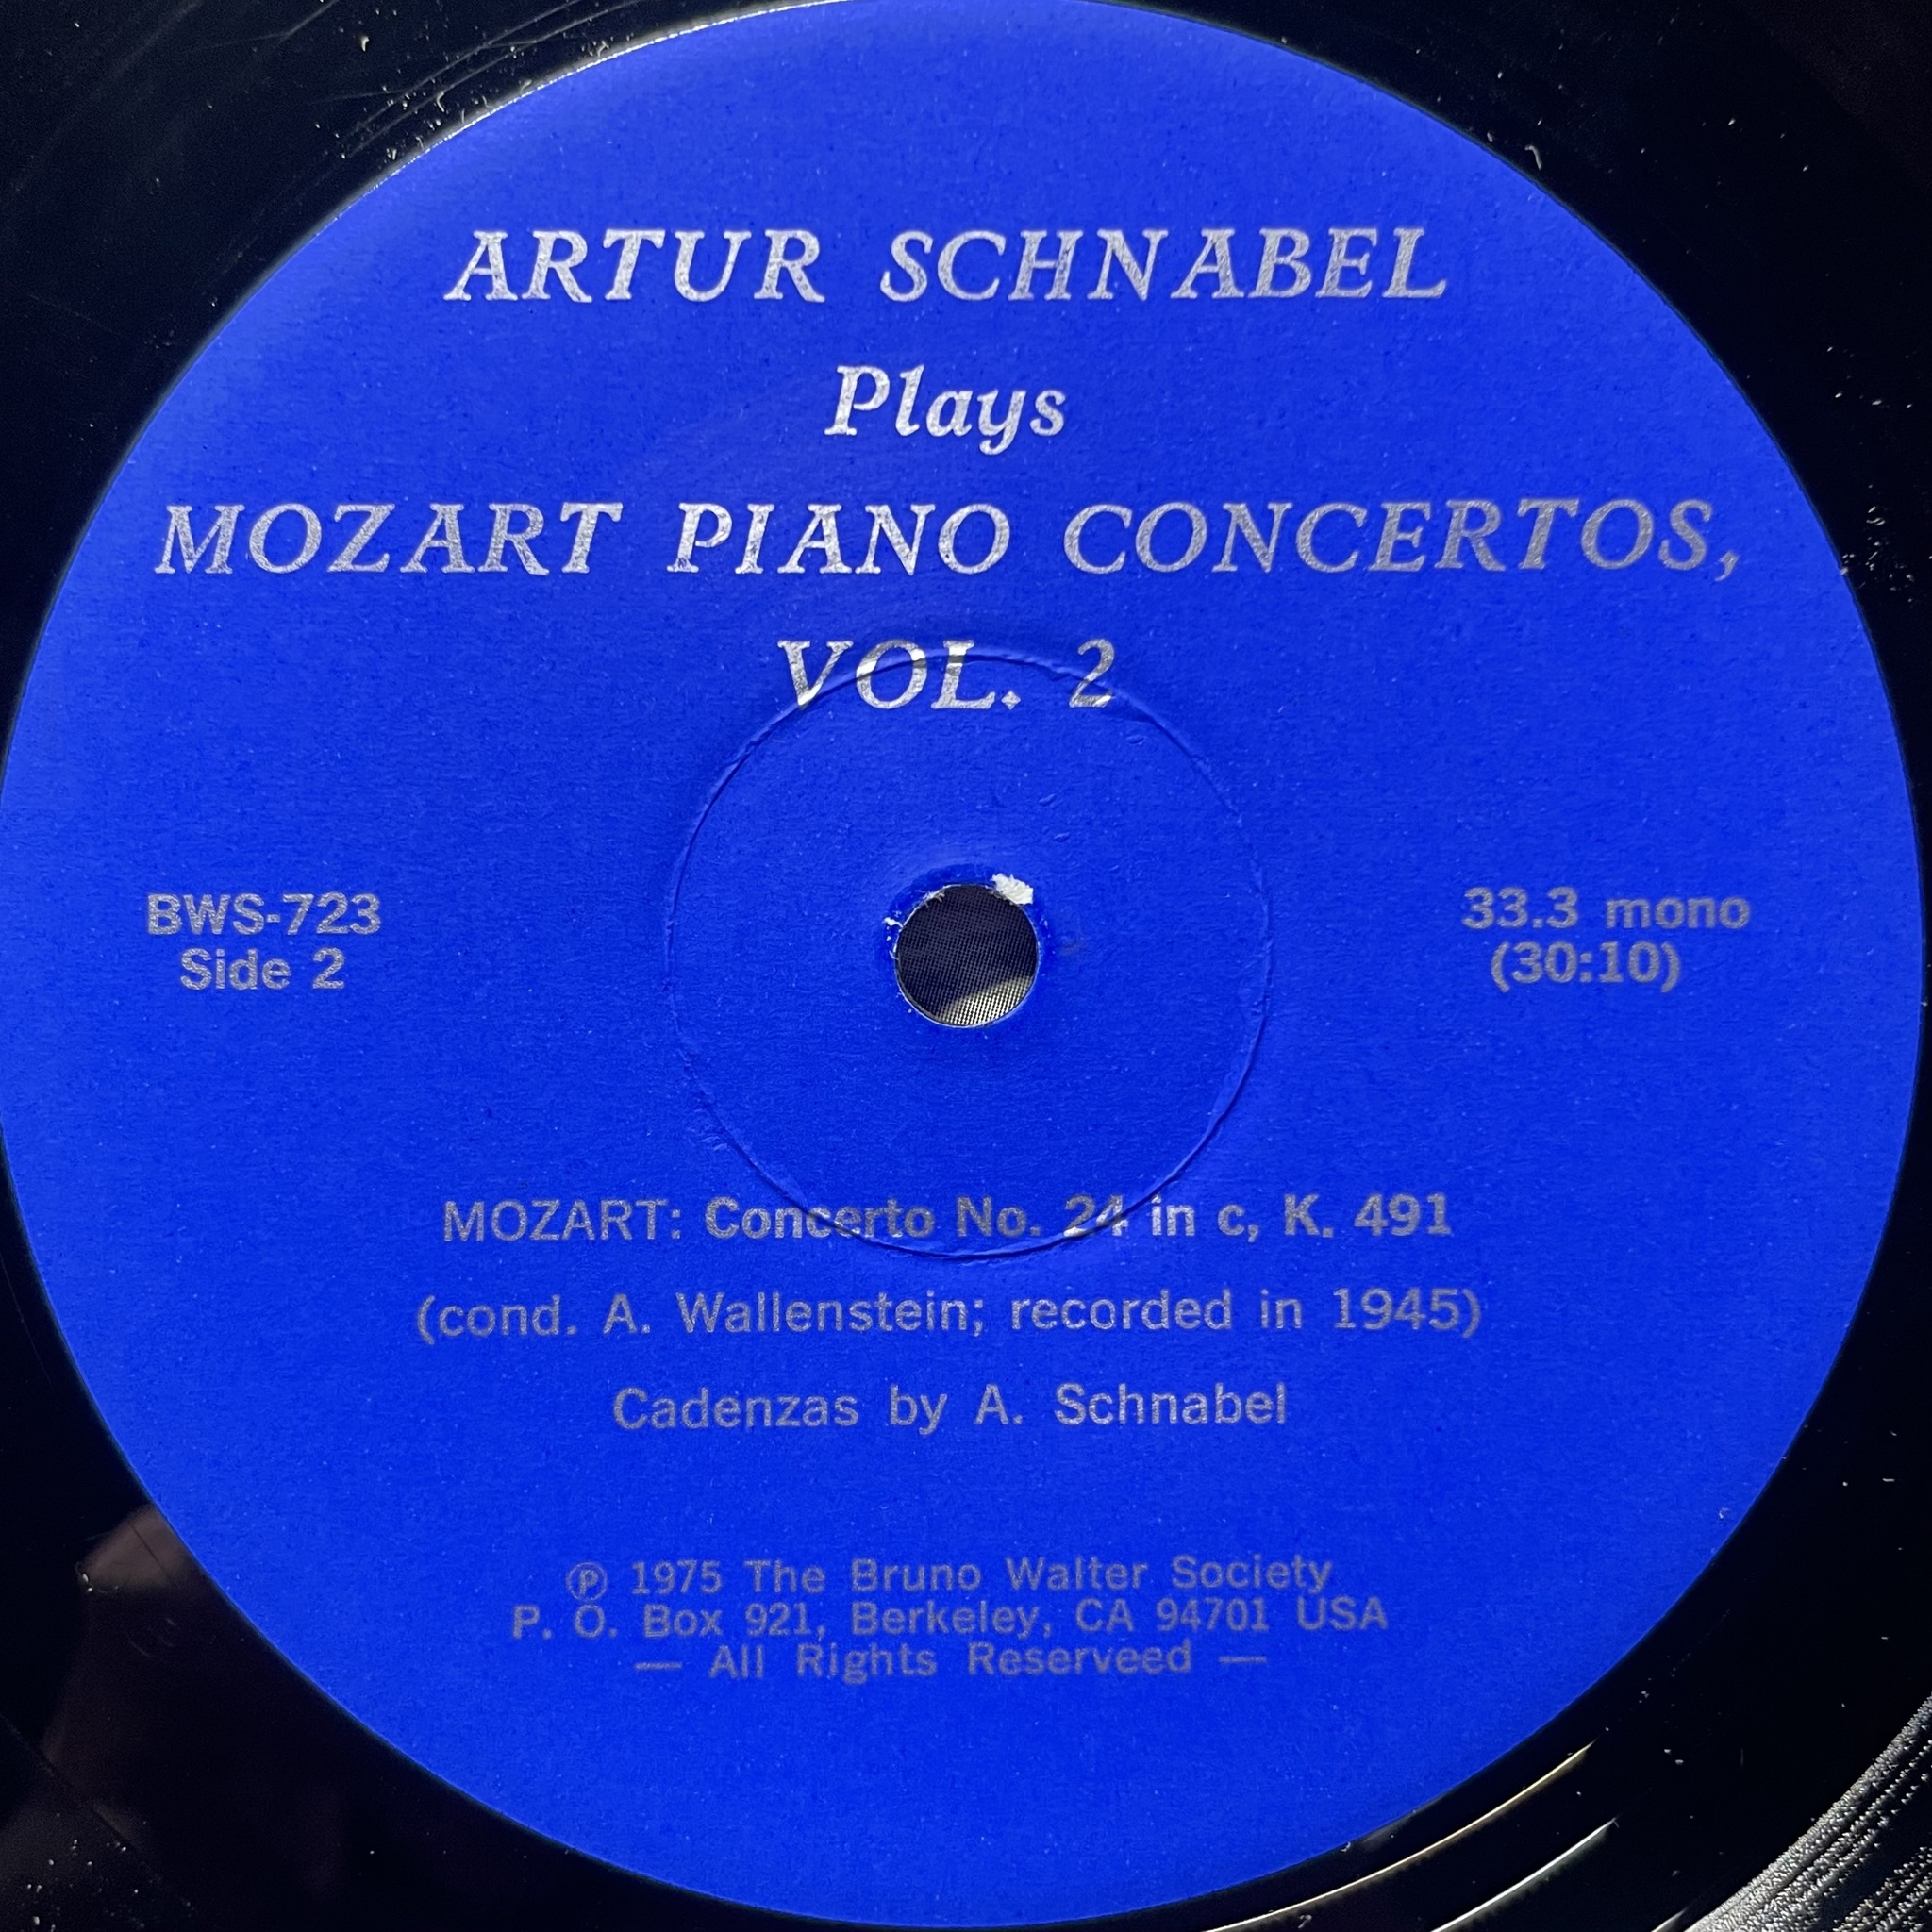 ARTUR SCHNABEL
Plays
MOZART PIANO CONCERTOS,
VOL. 2
BWS-723
Side 2
33.3 mono
(30:10)
MOZART: Concerto No. 24 in c, K. 491
(cond. A. Wallenstein; recorded in 1945)
Cadenzas by A. Schnabel
℗ 1975 The Bruno Walter Society
P. O. Box 921, Berkeley, CA 94701 USA
— All Rights Reserveed —